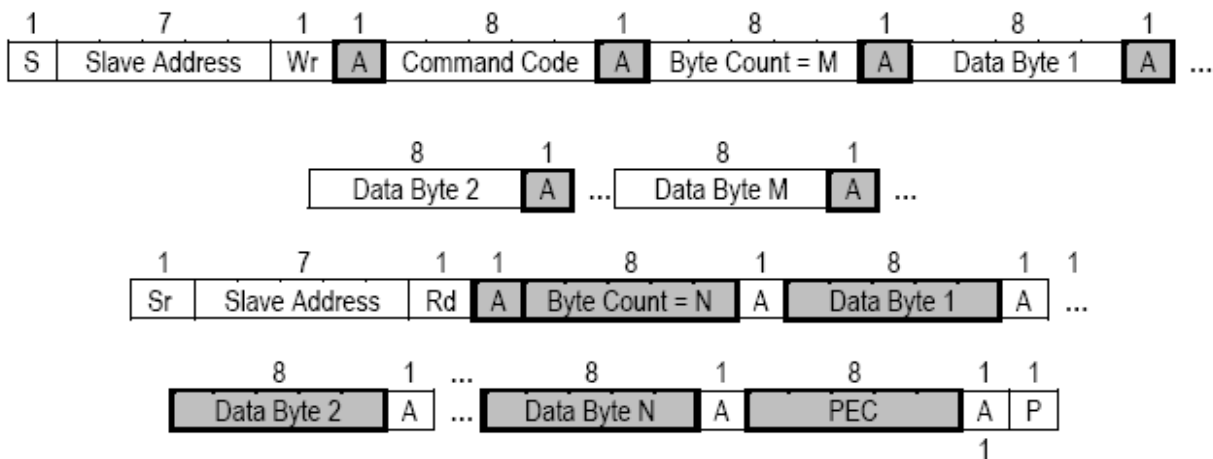 1 7 1 1 8 1 8 1 8 1
S Slave Address Wr A Command Code A Byte Count = M A Data Byte 1 A ...
8 1 8 1
Data Byte 2 A ... Data Byte M A ...
1 7 1 1 8 1 8 1 1
Sr Slave Address Rd A Byte Count = N A Data Byte 1 A ...
8 1 ... 8 1 8 1 1
Data Byte 2 A ... Data Byte N A PEC A P
1